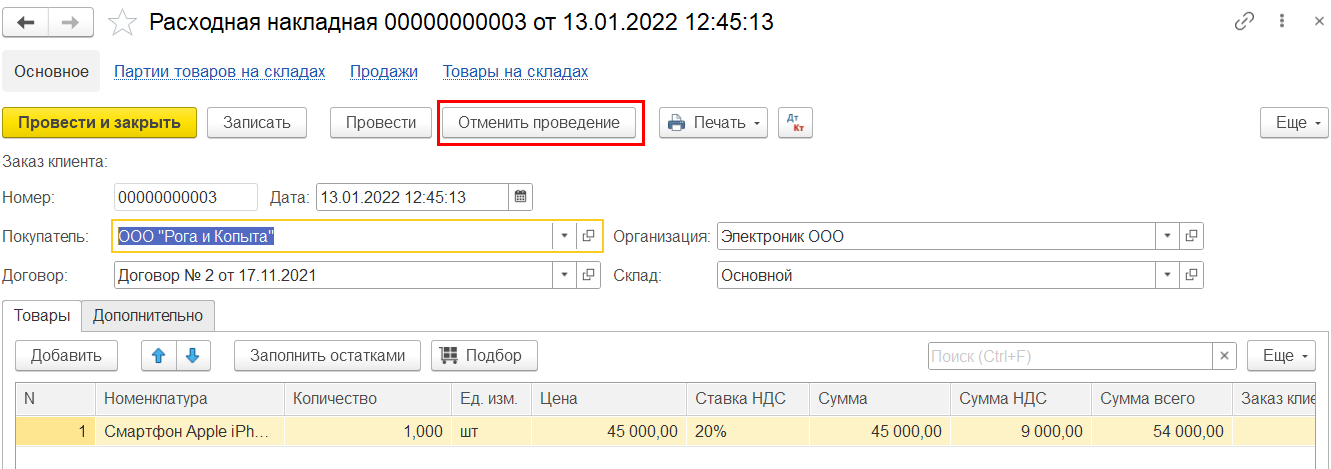 Расходная накладная 00000000003 от 13.01.2022 12:45:13
Основное Партии товаров на складах Продажи Товары на складах
Провести и закрыть Записать Провести Отменить проведение Печать Дт Кт Еще
Заказ клиента:
Номер: 00000000003 Дата: 13.01.2022 12:45:13
Покупатель: ООО "Рога и Копыта" Организация: Электроник ООО
Договор: Договор № 2 от 17.11.2021 Склад: Основной
Товары Дополнительно
Добавить Заполнить остатками Подбор Поиск (Ctrl+F) × Еще
N Номенклатура Количество Ед. изм. Цена Ставка НДС Сумма Сумма НДС Сумма всего Заказ клие
1 Смартфон Apple iPh... 1,000 шт 45 000,00 20% 45 000,00 9 000,00 54 000,00